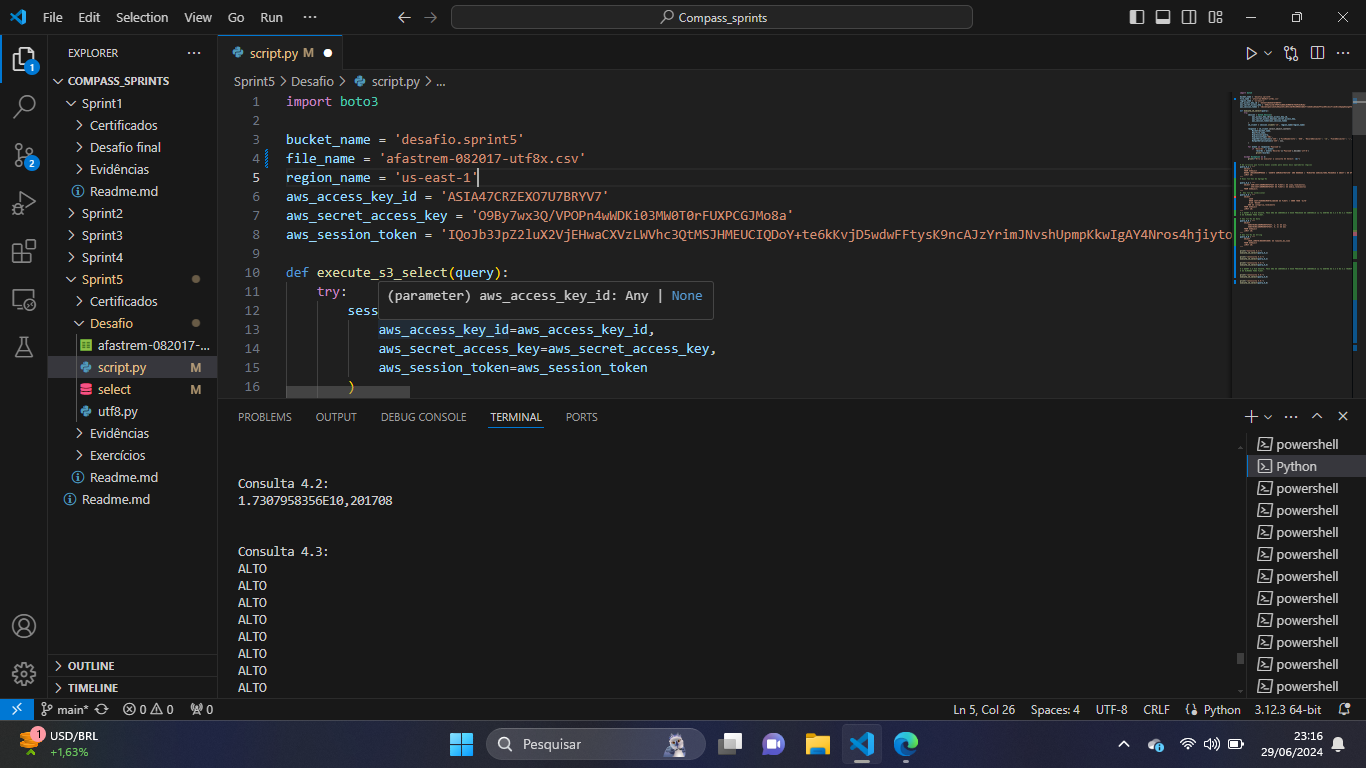 File Edit Selection View Go Run ···
Compass_sprints
EXPLORER ···
COMPASS_SPRINTS
Sprint1
Certificados
Desafio final
Evidências
Readme.md
Sprint2
Sprint3
Sprint4
Sprint5
Certificados
Desafio
afastrem-082017-...
script.py M
select M
utf8.py
Evidências
Exercícios
Readme.md
Readme.md
OUTLINE
TIMELINE
1
2
script.py M
Sprint5 > Desafio > script.py > ...
1 import boto3
2
3 bucket_name = 'desafio.sprint5'
4 file_name = 'afastrem-082017-utf8x.csv'
5 region_name = 'us-east-1'
6 aws_access_key_id = 'ASIA47CRZEXO7U7BRYV7'
7 aws_secret_access_key = 'O9By7wx3Q/VPOPn4wWDKi03MW0T0rFUXPCGJMo8a'
8 aws_session_token = 'IQoJb3JpZ2luX2VjEHwaCXVzLWVhc3QtMSJHMEUCIQDoY+te6kKvjD5wdwFFtysK9ncAJzYrimJNvshUpmpKkwIgAY4Nros4hjiyto
9
10 def execute_s3_select(query):
11 try:
(parameter) aws_access_key_id: Any | None
12 sess
13 aws_access_key_id=aws_access_key_id,
14 aws_secret_access_key=aws_secret_access_key,
15 aws_session_token=aws_session_token
16 )
PROBLEMS OUTPUT DEBUG CONSOLE TERMINAL PORTS
Consulta 4.2:
1.7307958356E10,201708
Consulta 4.3:
ALTO
ALTO
ALTO
ALTO
ALTO
ALTO
ALTO
ALTO
powershell
Python
powershell
powershell
powershell
powershell
powershell
powershell
powershell
powershell
powershell
powershell
main* 0 0 0
Ln 5, Col 26 Spaces: 4 UTF-8 CRLF Python 3.12.3 64-bit
1
USD/BRL
+1,63%
Pesquisar
23:16
29/06/2024